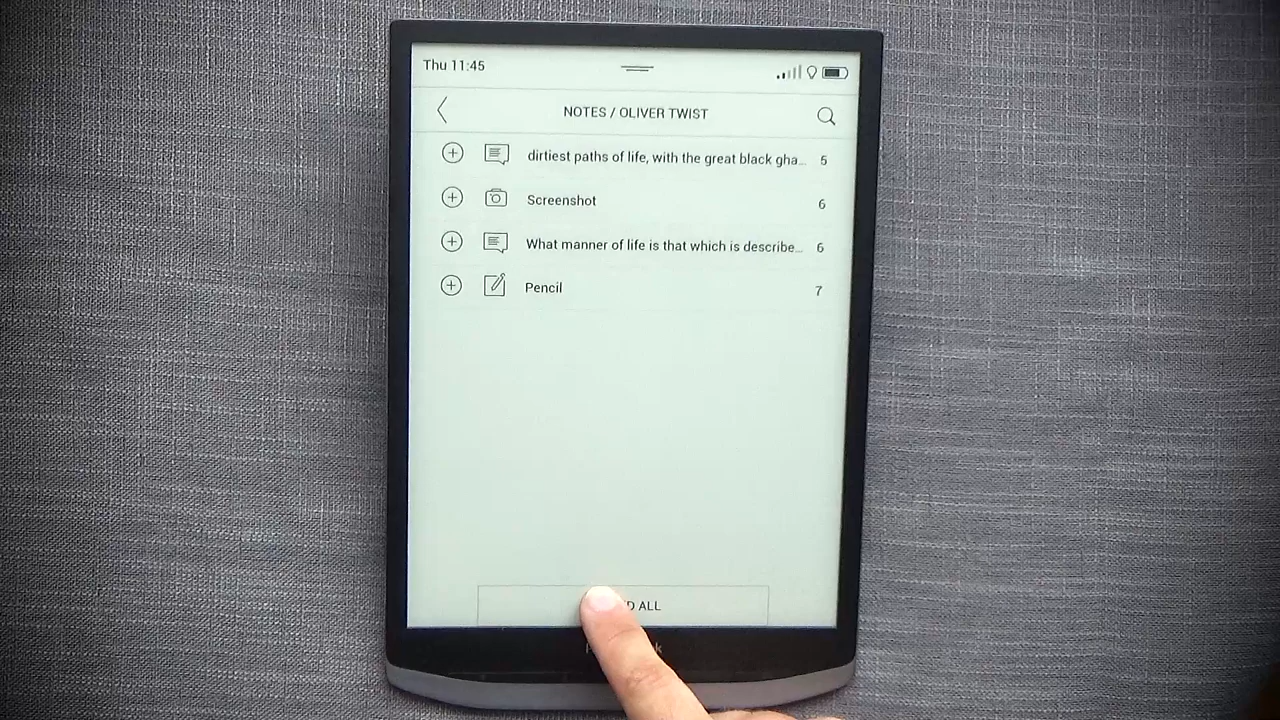 Thu 11:45
NOTES / OLIVER TWIST
dirtiest paths of life, with the great black gha... 5
Screenshot 6
What manner of life is that which is describe... 6
Pencil 7
ALL